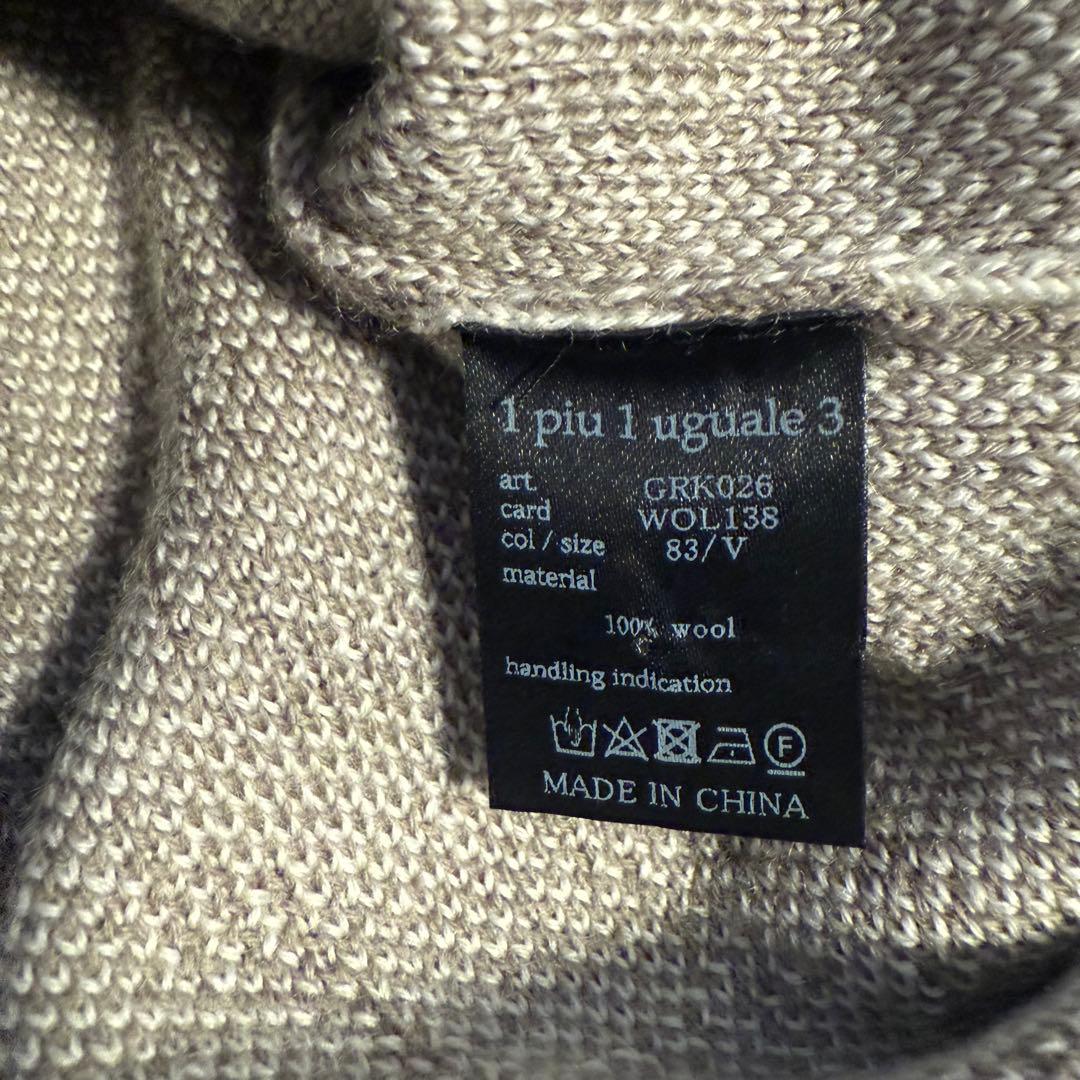 1 piu 1 uguale 3
art. GRK026
card WOL138
col / size 83/V
material
100% wool
handling indication
F
MADE IN CHINA